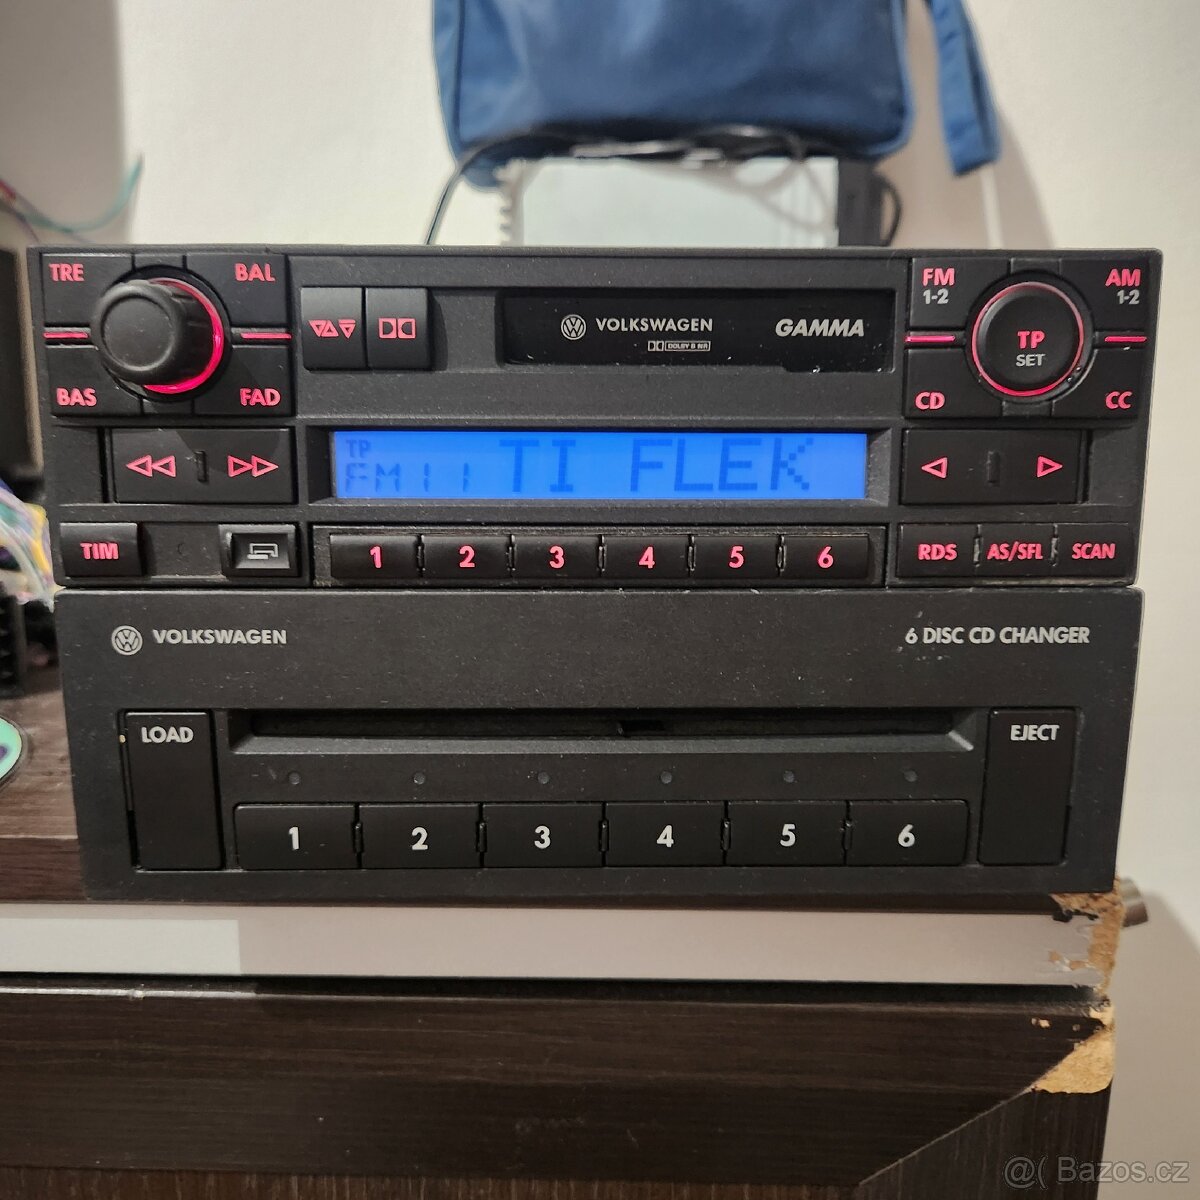 TRE BAL
BAS FAD
VOLKSWAGEN GAMMA
DOLBY B NR
FM 1-2
AM 1-2
TP SET
CD CC
TP
FM11 TI FLEK
TIM
1 2 3 4 5 6
RDS AS/SFL SCAN
VOLKSWAGEN
6 DISC CD CHANGER
LOAD
EJECT
1 2 3 4 5 6
@( Bazos.cz